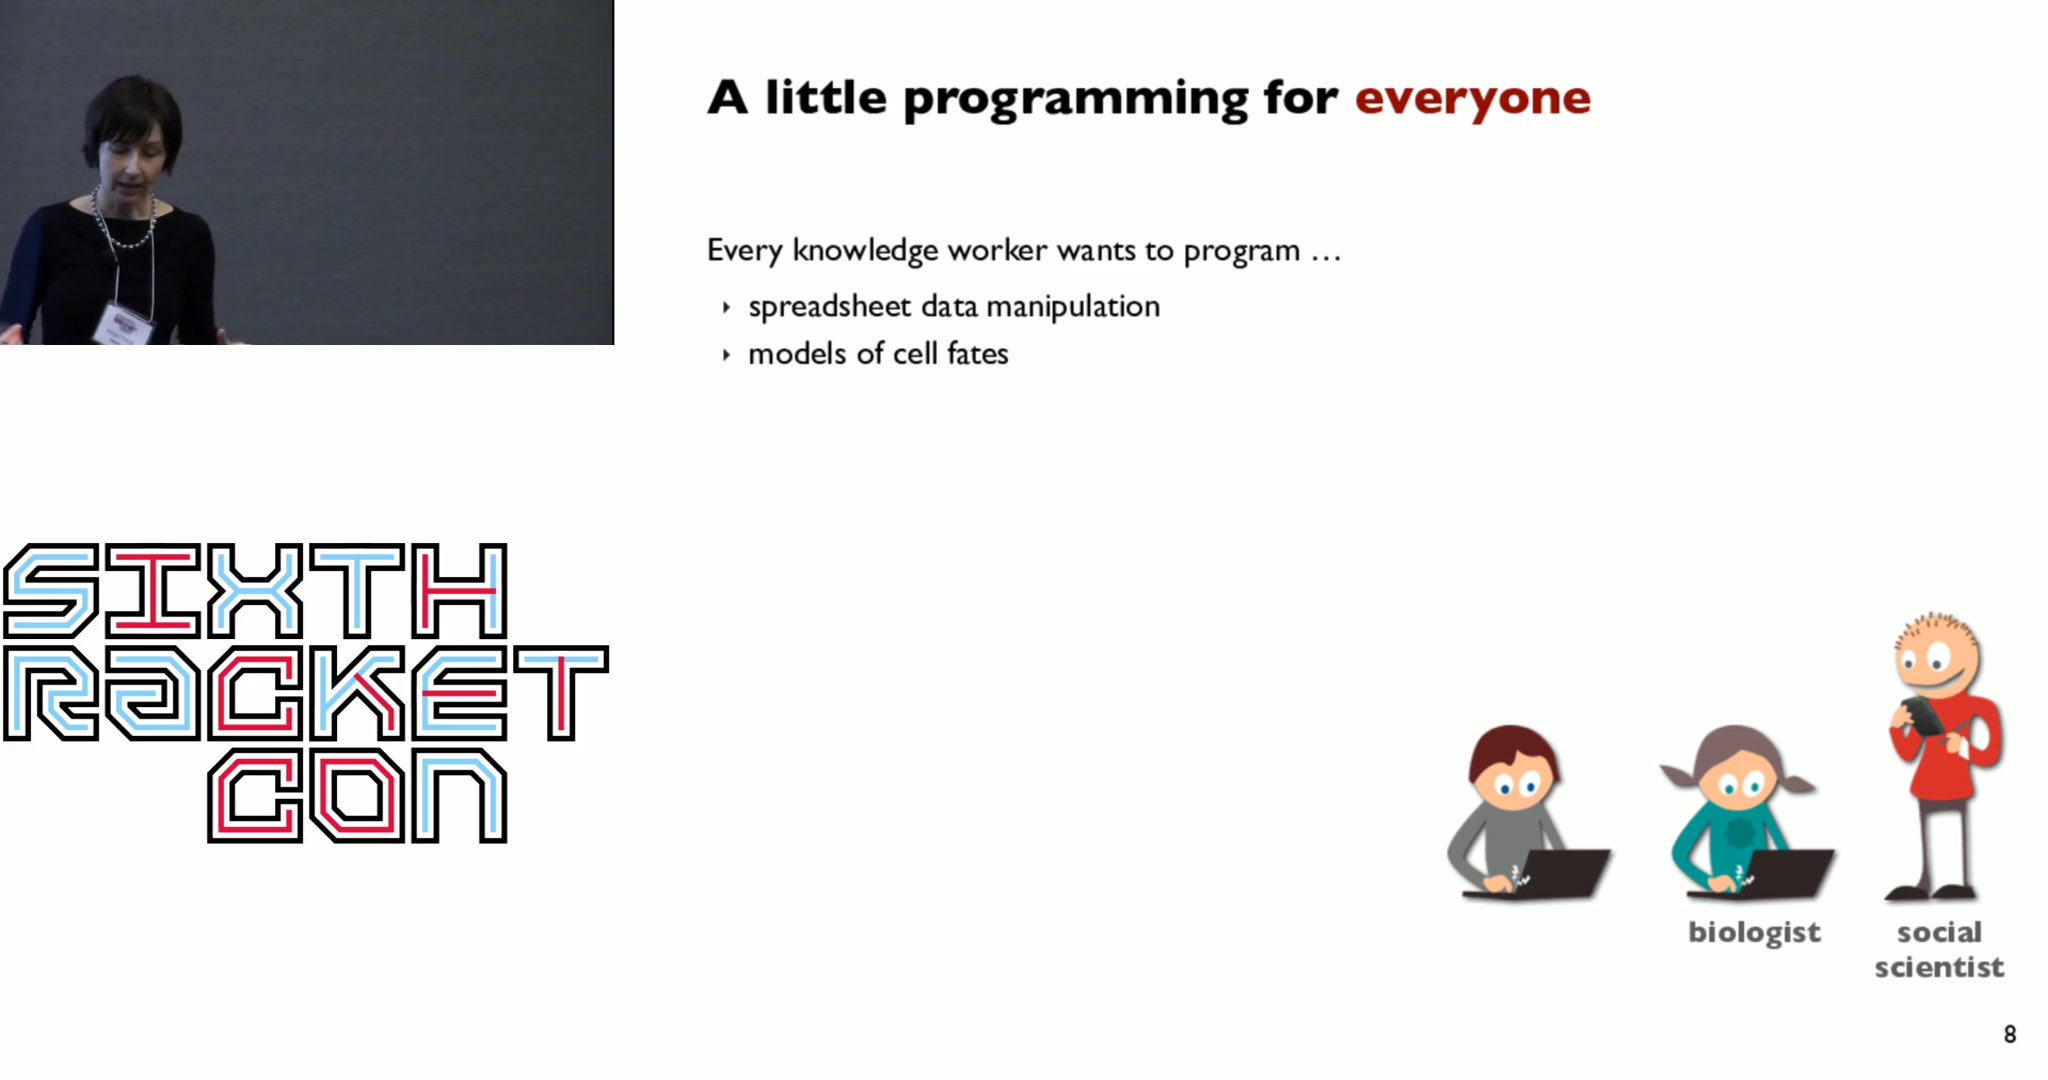 A little programming for everyone
Every knowledge worker wants to program …
‣ spreadsheet data manipulation
‣ models of cell fates
SIXTH
RACKET
CON
biologist
social
scientist
8